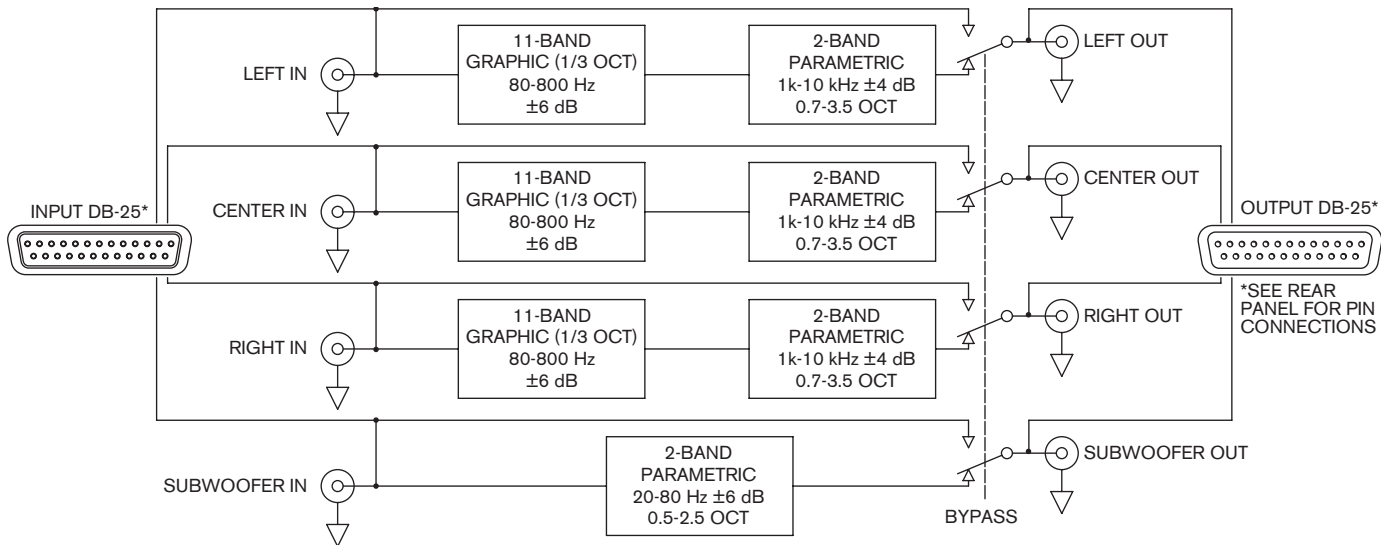 11-BAND
GRAPHIC (1/3 OCT)
80-800 Hz
±6 dB
2-BAND
PARAMETRIC
1k-10 kHz ±4 dB
0.7-3.5 OCT
LEFT IN
LEFT OUT
11-BAND
GRAPHIC (1/3 OCT)
80-800 Hz
±6 dB
2-BAND
PARAMETRIC
1k-10 kHz ±4 dB
0.7-3.5 OCT
CENTER IN
CENTER OUT
INPUT DB-25*
OUTPUT DB-25*
*SEE REAR
PANEL FOR PIN
CONNECTIONS
11-BAND
GRAPHIC (1/3 OCT)
80-800 Hz
±6 dB
2-BAND
PARAMETRIC
1k-10 kHz ±4 dB
0.7-3.5 OCT
RIGHT IN
RIGHT OUT
2-BAND
PARAMETRIC
20-80 Hz ±6 dB
0.5-2.5 OCT
SUBWOOFER IN
SUBWOOFER OUT
BYPASS